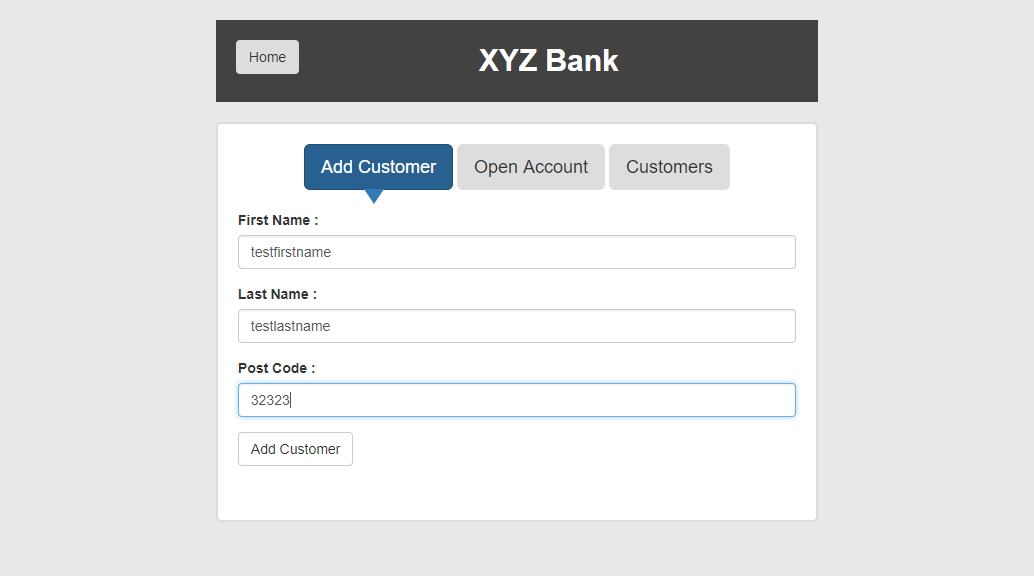 Home
XYZ Bank
Add Customer
Open Account
Customers
First Name :
testfirstname
Last Name :
testlastname
Post Code :
32323
Add Customer